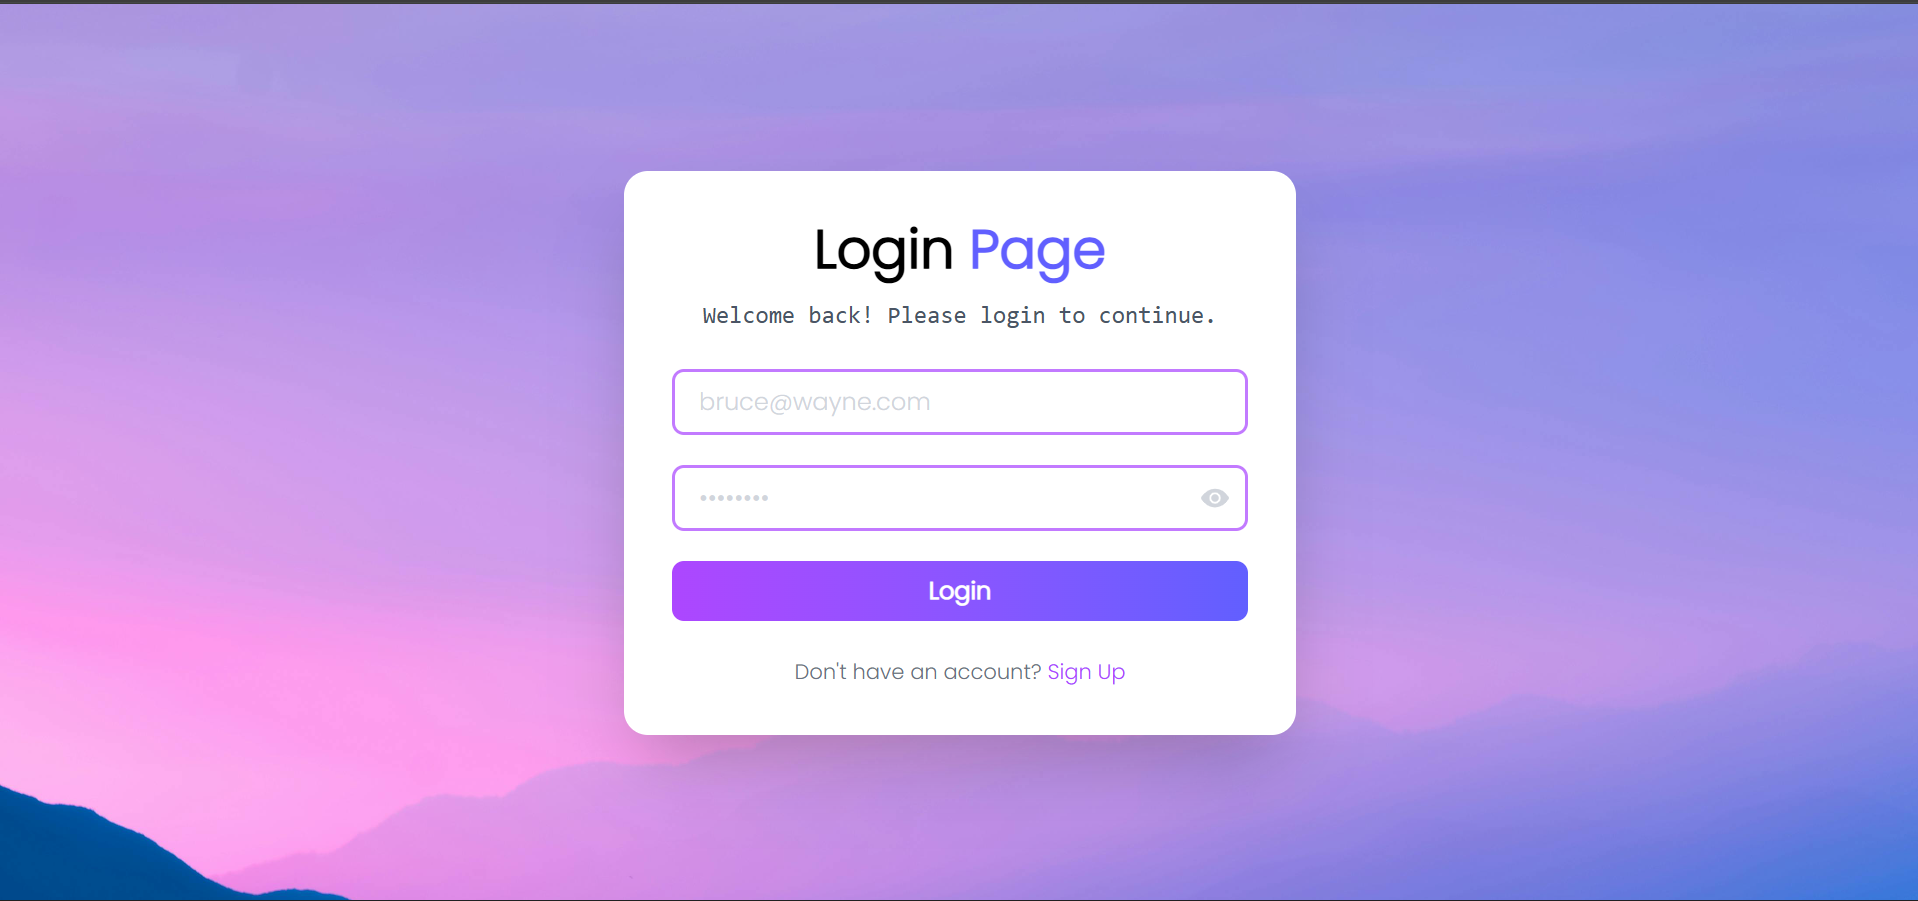 Login Page
Welcome back! Please login to continue.
bruce@wayne.com
••••••••
Login
Don't have an account? Sign Up